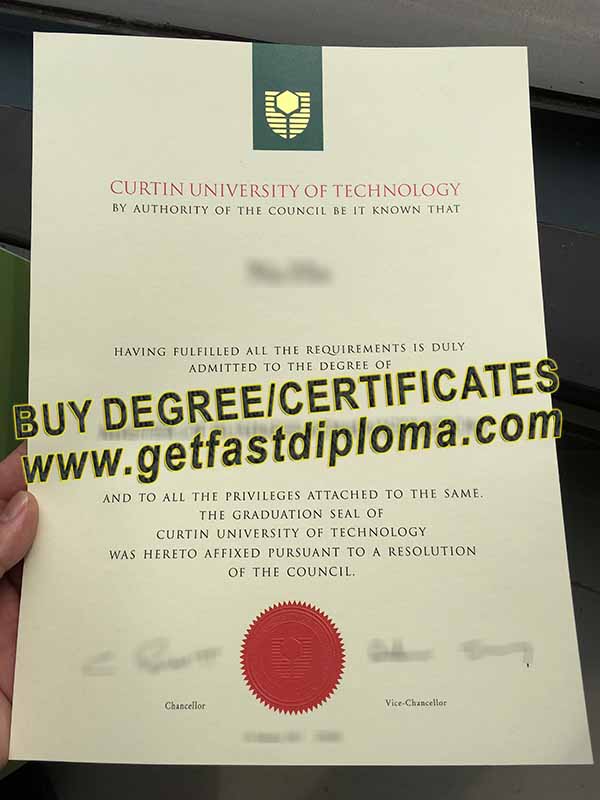 CURTIN UNIVERSITY OF TECHNOLOGY
BY AUTHORITY OF THE COUNCIL BE IT KNOWN THAT
HAVING FULFILLED ALL THE REQUIREMENTS IS DULY
ADMITTED TO THE DEGREE OF
BUY DEGREE/CERTIFICATES
www.getfastdiploma.com
AND TO ALL THE PRIVILEGES ATTACHED TO THE SAME.
THE GRADUATION SEAL OF
CURTIN UNIVERSITY OF TECHNOLOGY
WAS HERETO AFFIXED PURSUANT TO A RESOLUTION
OF THE COUNCIL.
Chancellor
Vice-Chancellor